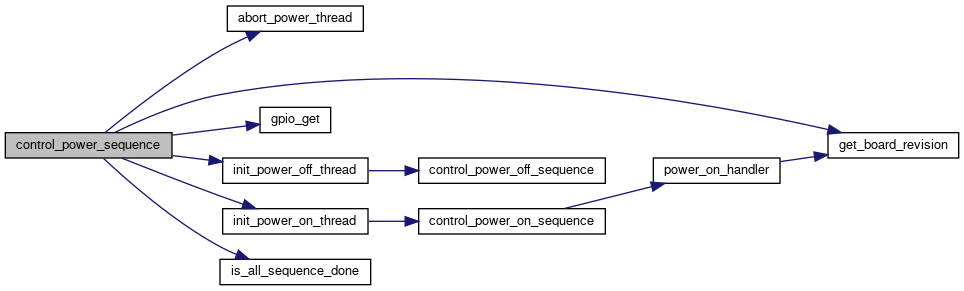 abort_power_thread
gpio_get
control_power_sequence
get_board_revision
init_power_off_thread
control_power_off_sequence
power_on_handler
init_power_on_thread
control_power_on_sequence
is_all_sequence_done